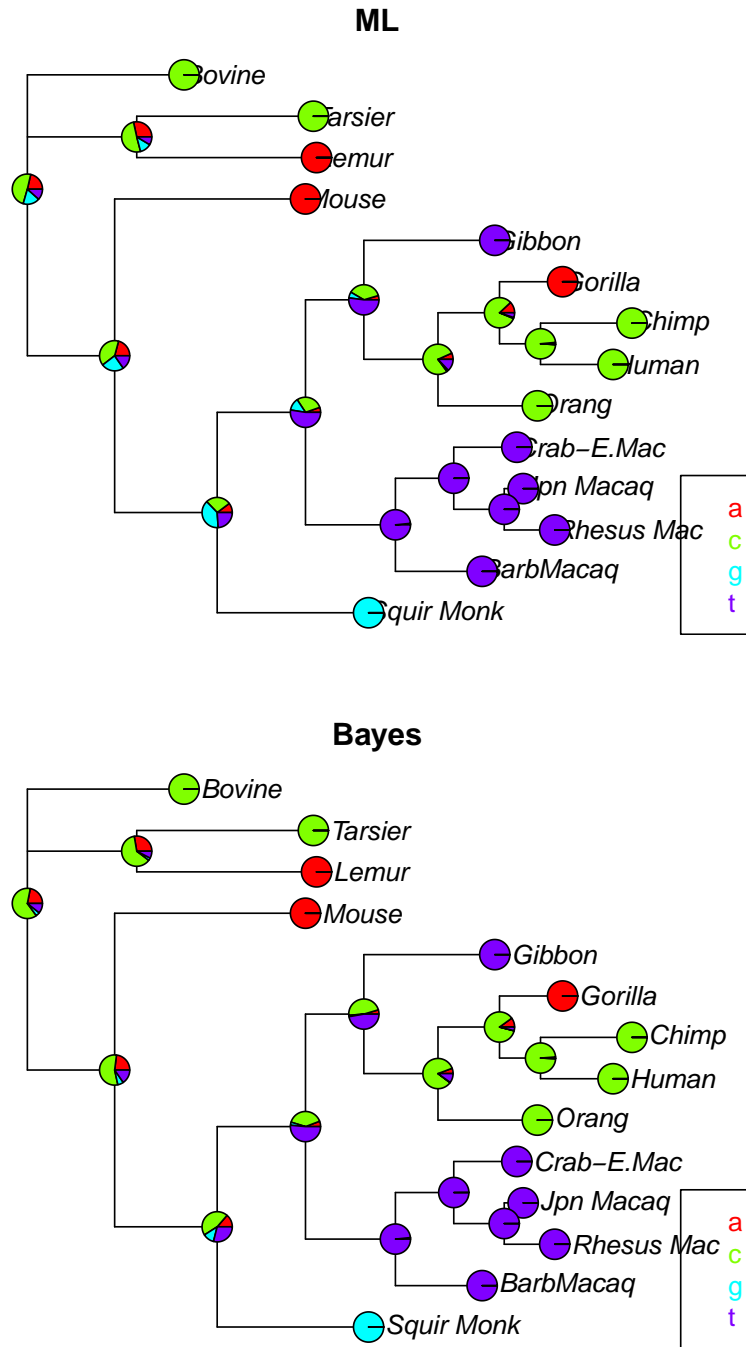 ML
Bovine
Tarsier
Lemur
Mouse
Gibbon
Gorilla
Chimp
Human
Orang
Crab−E.Mac
Jpn Macaq
Rhesus Mac
BarbMacaq
Squir Monk
a
c
g
t
Bayes
Bovine
Tarsier
Lemur
Mouse
Gibbon
Gorilla
Chimp
Human
Orang
Crab−E.Mac
Jpn Macaq
Rhesus Mac
BarbMacaq
Squir Monk
a
c
g
t